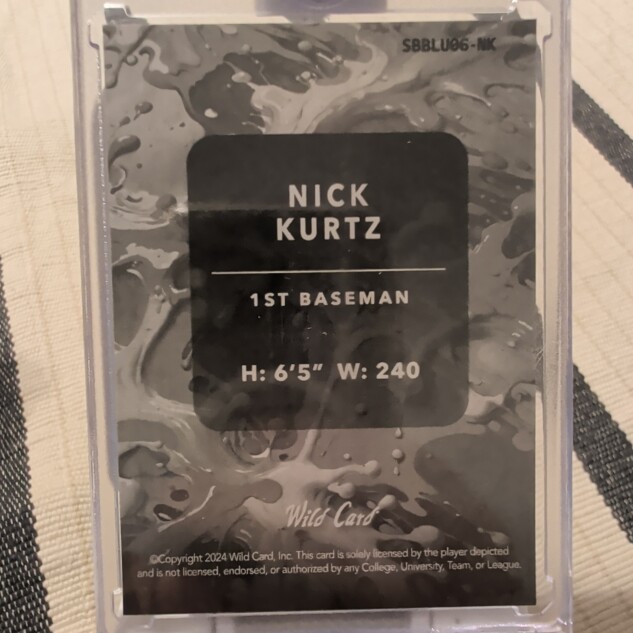 SBBLU06-NK
NICK
KURTZ
1ST BASEMAN
H: 6'5" W: 240
Wild Card
©Copyright 2024 Wild Card, Inc. This card is solely licensed by the player depicted
and is not licensed, endorsed, or authorized by any College, University, Team, or League.